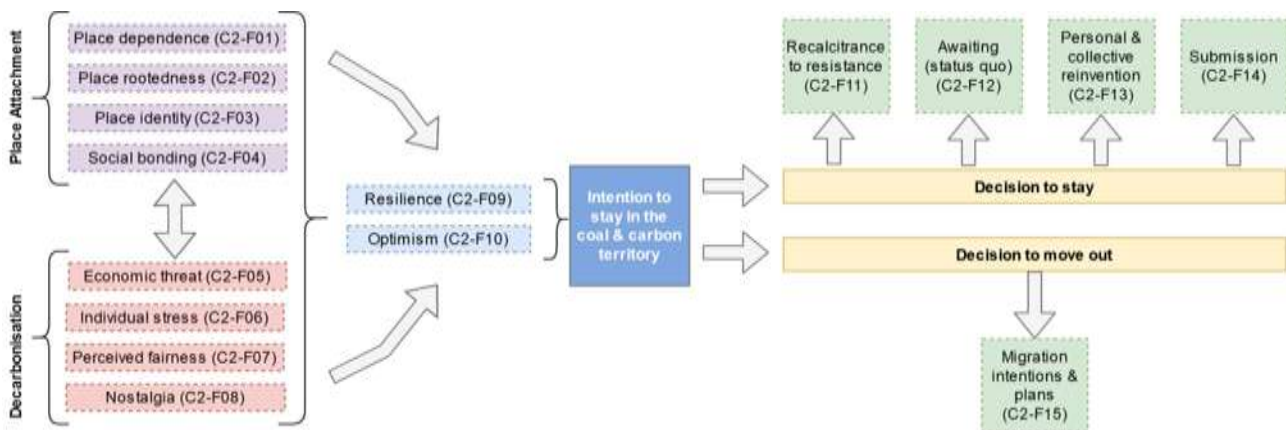 Place Attachment
Place dependence (C2-F01)
Place rootedness (C2-F02)
Place identity (C2-F03)
Social bonding (C2-F04)
Decarbonisation
Economic threat (C2-F05)
Individual stress (C2-F06)
Perceived fairness (C2-F07)
Nostalgia (C2-F08)
Resilience (C2-F09)
Optimism (C2-F10)
Intention to
stay in the
coal & carbon
territory
Recalcitrance
to resistance
(C2-F11)
Awaiting
(status quo)
(C2-F12)
Personal &
collective
reinvention
(C2-F13)
Submission
(C2-F14)
Decision to stay
Decision to move out
Migration
intentions &
plans
(C2-F15)